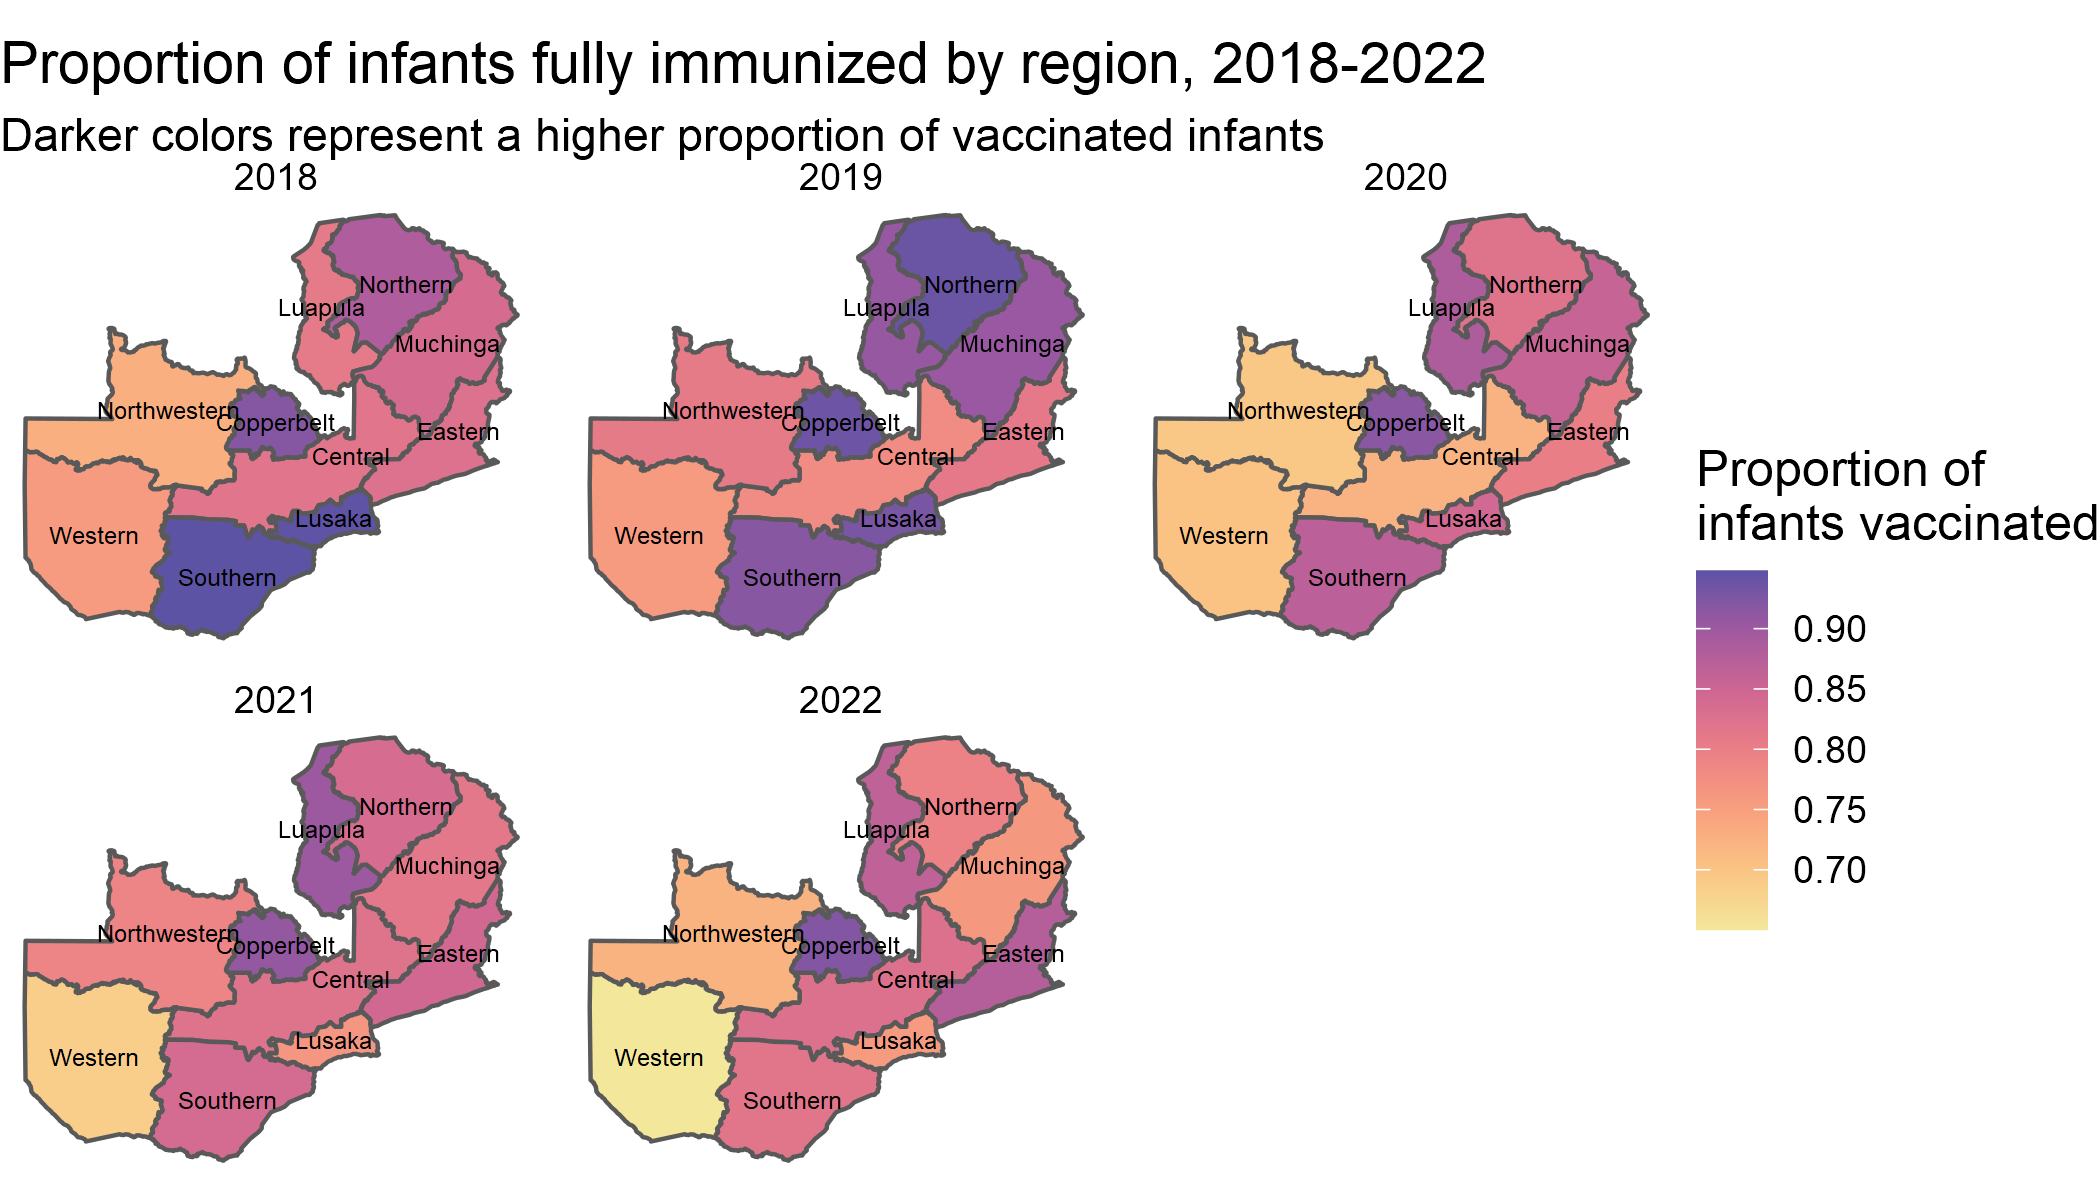 Proportion of infants fully immunized by region, 2018-2022
Darker colors represent a higher proportion of vaccinated infants
2018
Northern
Luapula
Muchinga
Northwestern
Copperbelt
Eastern
Central
Lusaka
Western
Southern
2019
Northern
Luapula
Muchinga
Northwestern
Copperbelt
Eastern
Central
Lusaka
Western
Southern
2020
Northern
Luapula
Muchinga
Northwestern
Copperbelt
Eastern
Central
Lusaka
Western
Southern
2021
Northern
Luapula
Muchinga
Northwestern
Copperbelt
Eastern
Central
Lusaka
Western
Southern
2022
Northern
Luapula
Muchinga
Northwestern
Copperbelt
Eastern
Central
Lusaka
Western
Southern
Proportion of
infants vaccinated
0.90
0.85
0.80
0.75
0.70